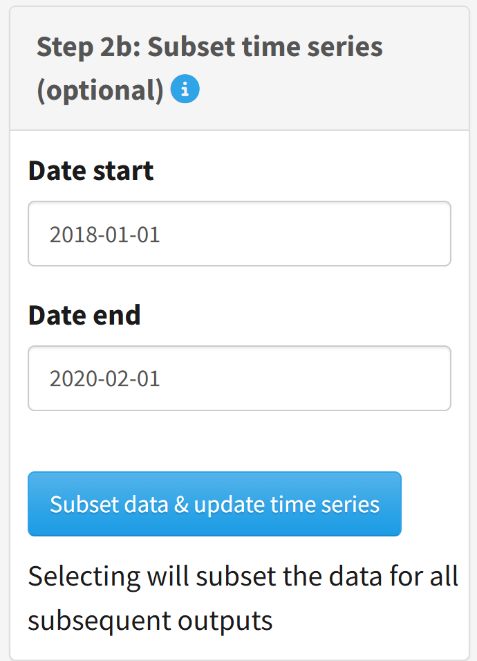 Step 2b: Subset time series
(optional) i
Date start
2018-01-01
Date end
2020-02-01
Subset data & update time series
Selecting will subset the data for all
subsequent outputs